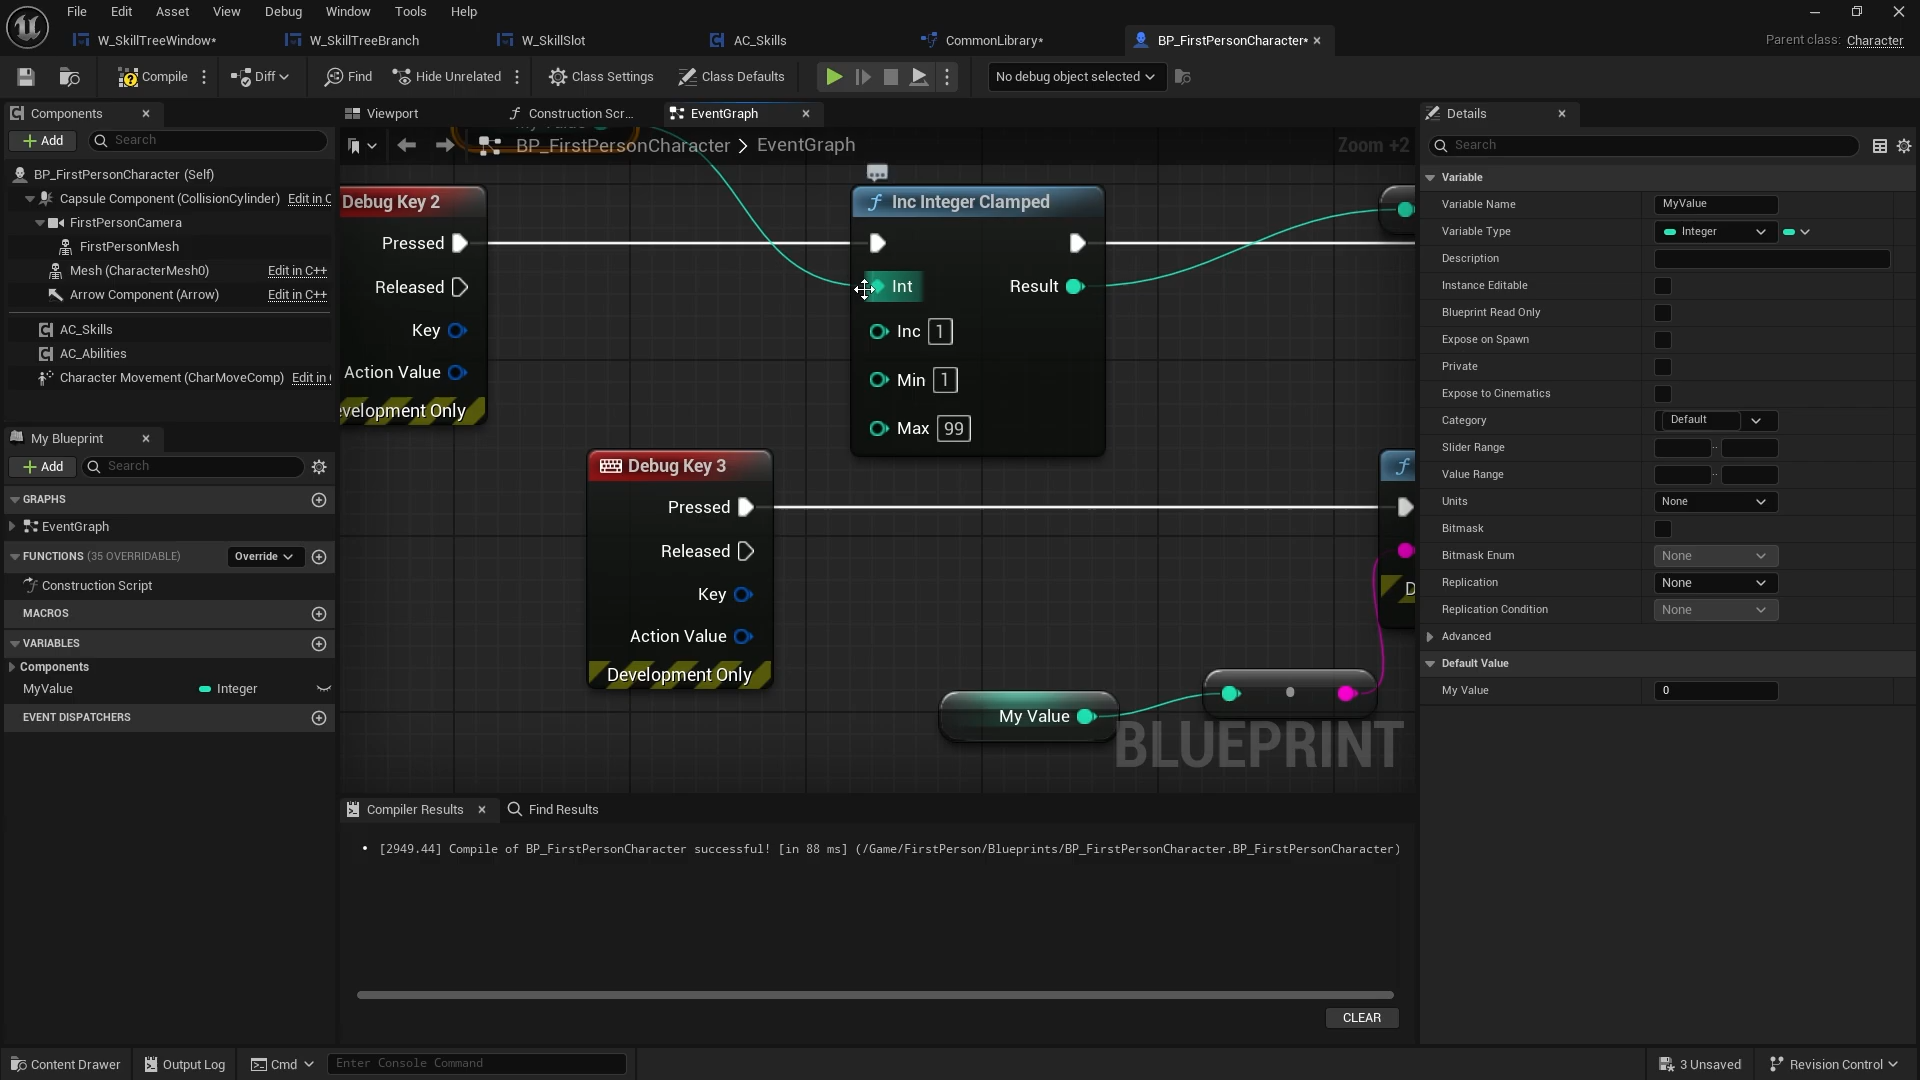 File Edit Asset View Debug Window Tools Help
W_SkillTreeWindow* W_SkillTreeBranch W_SkillSlot AC_Skills CommonLibrary* BP_FirstPersonCharacter* Parent class: Character
Compile Diff Find Hide Unrelated Class Settings Class Defaults No debug object selected
Components
Add Search
BP_FirstPersonCharacter (Self)
Capsule Component (CollisionCylinder) Edit in C
FirstPersonCamera
FirstPersonMesh
Mesh (CharacterMesh0) Edit in C++
Arrow Component (Arrow) Edit in C++
AC_Skills
AC_Abilities
Character Movement (CharMoveComp) Edit in
My Blueprint
Add Search
GRAPHS
EventGraph
FUNCTIONS (35 OVERRIDABLE) Override
Construction Script
MACROS
VARIABLES
Components
MyValue Integer
EVENT DISPATCHERS
Viewport Construction Scr... EventGraph
BP_FirstPersonCharacter > EventGraph Zoom +2
Debug Key 2
Pressed
Released
Key
Action Value
evelopment Only
Inc Integer Clamped
Int Result
Inc 1
Min 1
Max 99
Debug Key 3
Pressed
Released
Key
Action Value
Development Only
My Value
D
BLUEPRINT
Compiler Results Find Results
[2949.44] Compile of BP_FirstPersonCharacter successful! [in 88 ms] (/Game/FirstPerson/Blueprints/BP_FirstPersonCharacter.BP_FirstPersonCharacter)
CLEAR
Details
Search
Variable
Variable Name MyValue
Variable Type Integer
Description
Instance Editable
Blueprint Read Only
Expose on Spawn
Private
Expose to Cinematics
Category Default
Slider Range
Value Range
Units None
Bitmask
Bitmask Enum None
Replication None
Replication Condition None
Advanced
Default Value
My Value 0
Content Drawer Output Log Cmd Enter Console Command 3 Unsaved Revision Control